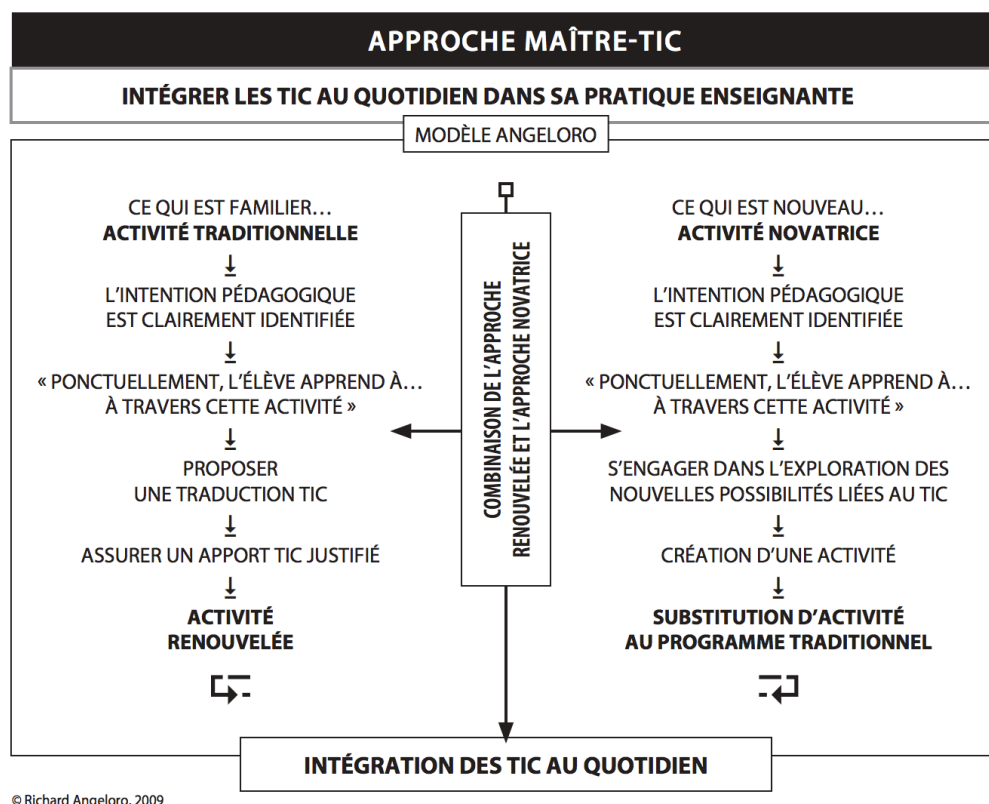 APPROCHE MAÎTRE-TIC
INTÉGRER LES TIC AU QUOTIDIEN DANS SA PRATIQUE ENSEIGNANTE
MODÈLE ANGELORO
CE QUI EST FAMILIER…
ACTIVITÉ TRADITIONNELLE
L'INTENTION PÉDAGOGIQUE
EST CLAIREMENT IDENTIFIÉE
« PONCTUELLEMENT, L'ÉLÈVE APPREND À…
À TRAVERS CETTE ACTIVITÉ »
PROPOSER
UNE TRADUCTION TIC
ASSURER UN APPORT TIC JUSTIFIÉ
ACTIVITÉ
RENOUVELÉE
COMBINAISON DE L'APPROCHE
RENOUVELÉE ET L'APPROCHE NOVATRICE
CE QUI EST NOUVEAU…
ACTIVITÉ NOVATRICE
L'INTENTION PÉDAGOGIQUE
EST CLAIREMENT IDENTIFIÉE
« PONCTUELLEMENT, L'ÉLÈVE APPREND À…
À TRAVERS CETTE ACTIVITÉ »
S'ENGAGER DANS L'EXPLORATION DES
NOUVELLES POSSIBILITÉS LIÉES AU TIC
CRÉATION D'UNE ACTIVITÉ
SUBSTITUTION D'ACTIVITÉ
AU PROGRAMME TRADITIONNEL
INTÉGRATION DES TIC AU QUOTIDIEN
© Richard Angeloro, 2009